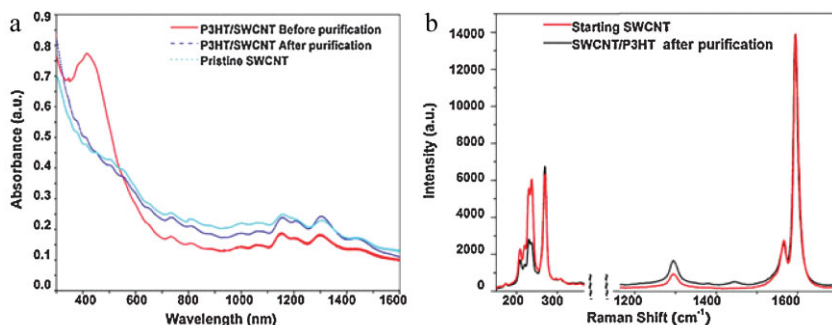 a
P3HT/SWCNT Before purification
P3HT/SWCNT After purification
Pristine SWCNT
Absorbance (a.u.)
0.9
0.8
0.7
0.6
0.5
0.4
0.3
0.2
0.1
0.0
400 600 800 1000 1200 1400 1600
Wavelength (nm)
b
Starting SWCNT
SWCNT/P3HT after purification
Intensity (a.u.)
14000
12000
10000
8000
6000
4000
2000
0
150 200 250 1200 1400 1600
Raman Shift (cm⁻¹)